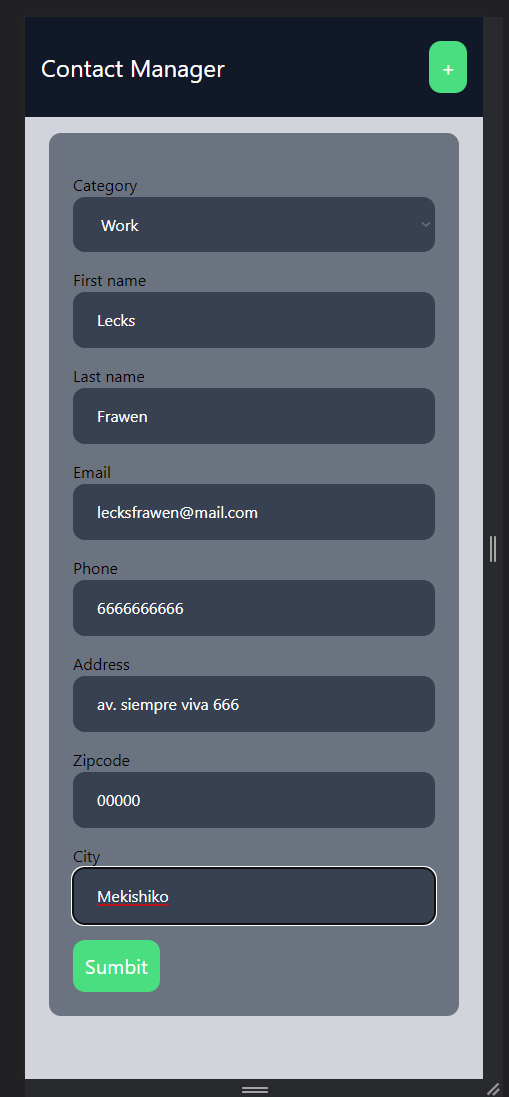 Contact Manager
+
Category
Work
First name
Lecks
Last name
Frawen
Email
lecksfrawen@mail.com
Phone
6666666666
Address
av. siempre viva 666
Zipcode
00000
City
Mekishiko
Sumbit